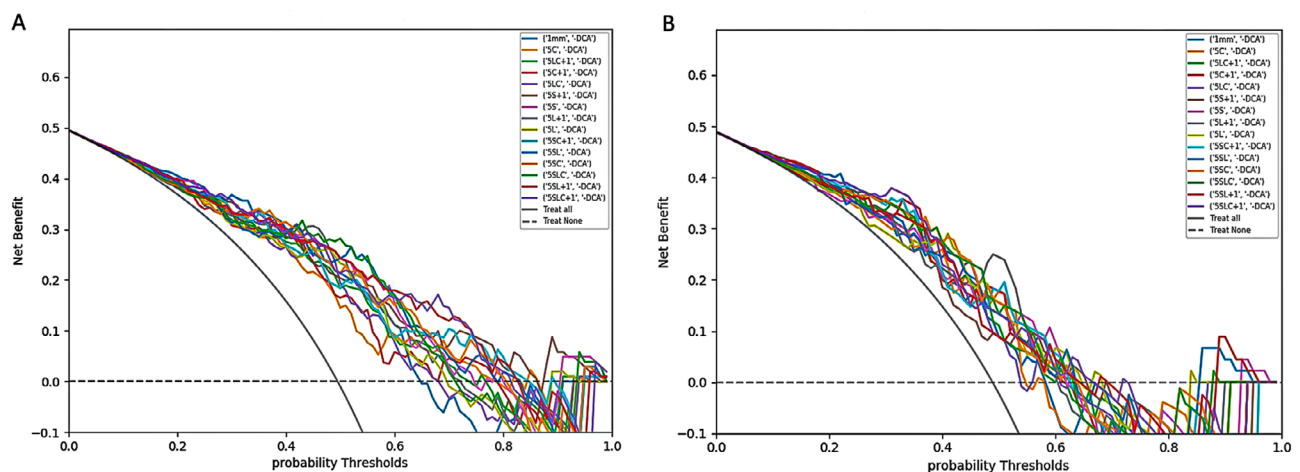 A
Net Benefit
0.6
0.5
0.4
0.3
0.2
0.1
0.0
−0.1
0.0 0.2 0.4 0.6 0.8 1.0
probability Thresholds
('1mm', '-DCA')
('5C', '-DCA')
('5LC+1', '-DCA')
('5C+1', '-DCA')
('5LC', '-DCA')
('5S+1', '-DCA')
('5S', '-DCA')
('5L+1', '-DCA')
('5L', '-DCA')
('5SC+1', '-DCA')
('5SL', '-DCA')
('5SC', '-DCA')
('5SLC', '-DCA')
('5SL+1', '-DCA')
('5SLC+1', '-DCA')
Treat all
Treat None
B
Net Benefit
0.6
0.5
0.4
0.3
0.2
0.1
0.0
−0.1
0.0 0.2 0.4 0.6 0.8 1.0
probability Thresholds
('1mm', '-DCA')
('5C', '-DCA')
('5LC+1', '-DCA')
('5C+1', '-DCA')
('5LC', '-DCA')
('5S+1', '-DCA')
('5S', '-DCA')
('5L+1', '-DCA')
('5L', '-DCA')
('5SC+1', '-DCA')
('5SL', '-DCA')
('5SC', '-DCA')
('5SLC', '-DCA')
('5SL+1', '-DCA')
('5SLC+1', '-DCA')
Treat all
Treat None